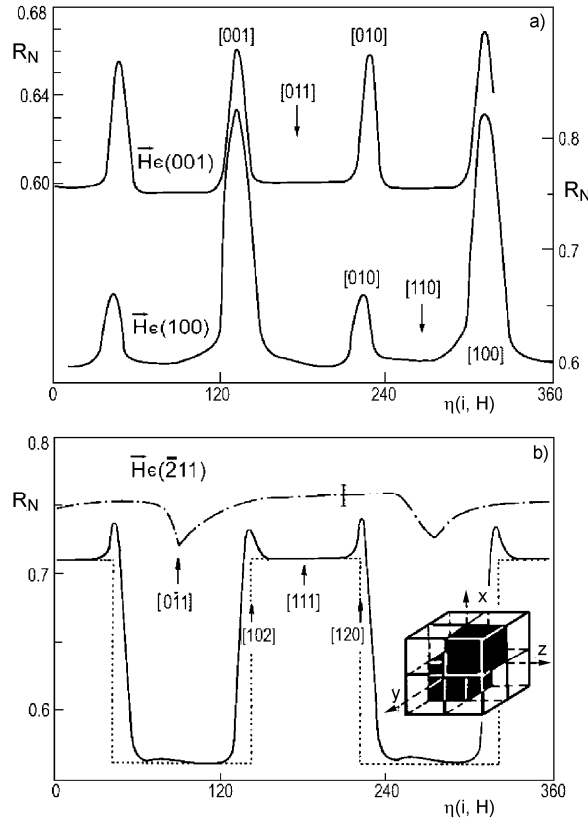 a)
0.68
R_N
0.64
0.60
[001]
[010]
[011]
H⃗ϵ(001)
0.8
R_N
0.7
0.6
H⃗ϵ(100)
[010]
[110]
[100]
0
120
240
360
η(i, H)
b)
0.8
H⃗ϵ(2̄11)
R_N
0.7
0.6
[01̄1]
[102]
[111]
[120]
x
z
y
0
120
240
360
η(i, H)